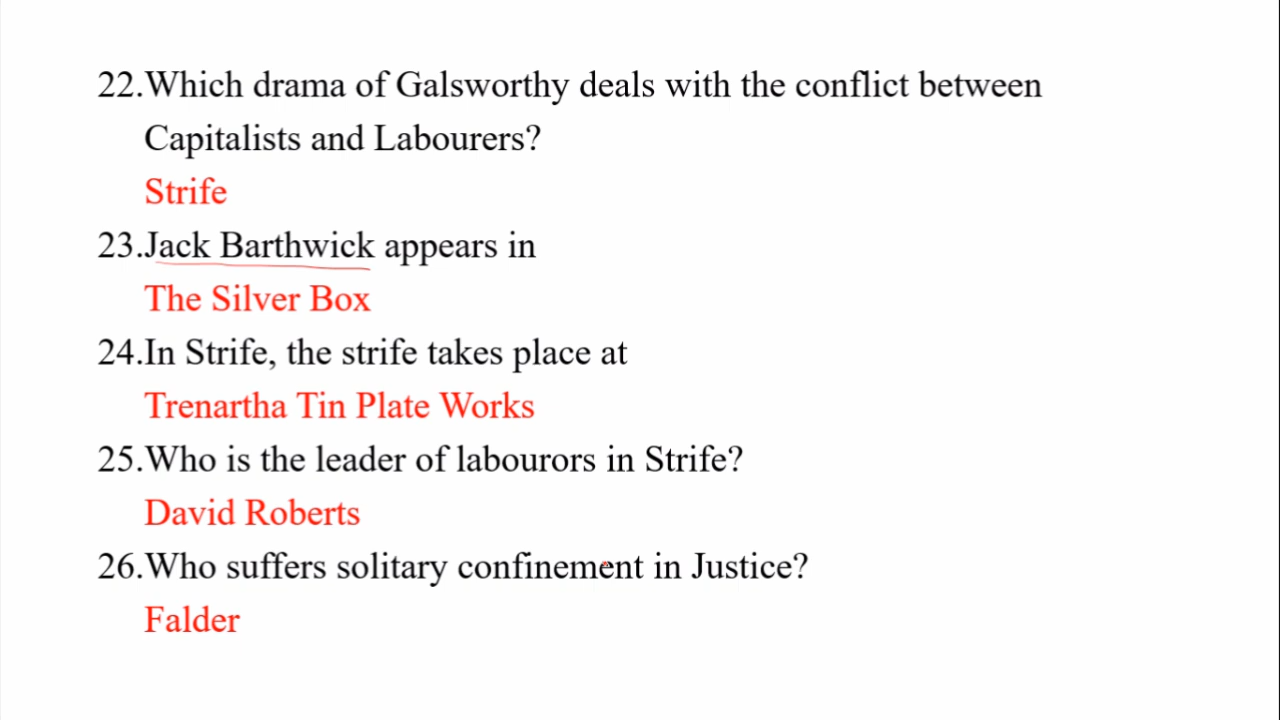 22.Which drama of Galsworthy deals with the conflict between
Capitalists and Labourers?
Strife
23.Jack Barthwick appears in
The Silver Box
24.In Strife, the strife takes place at
Trenartha Tin Plate Works
25.Who is the leader of labourors in Strife?
David Roberts
26.Who suffers solitary confinement in Justice?
Falder